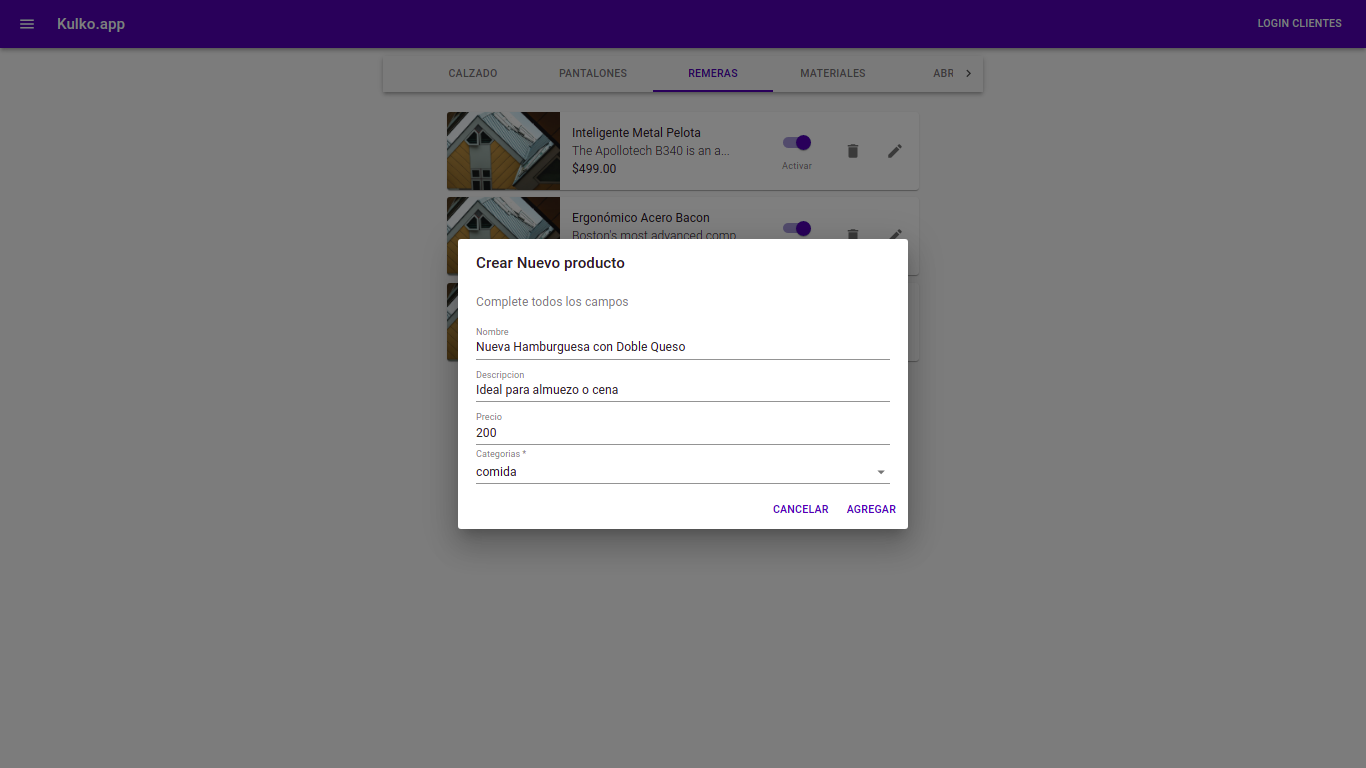 Kulko.app
LOGIN CLIENTES
CALZADO PANTALONES REMERAS MATERIALES ABR
Inteligente Metal Pelota
The Apollotech B340 is an a...
$499.00
Activar
Ergonómico Acero Bacon
Boston's most advanced comp
Crear Nuevo producto
Complete todos los campos
Nombre
Nueva Hamburguesa con Doble Queso
Descripcion
Ideal para almuezo o cena
Precio
200
Categorias *
comida
CANCELAR AGREGAR